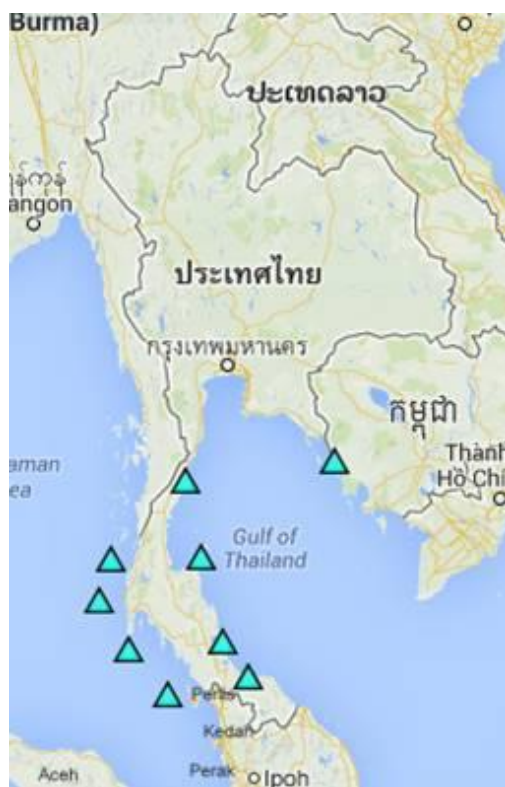 Burma)
ປະເທດລາວ
angon
ประเทศไทย
กรุงเทพมหานคร
កម្ពុជា
Thành
Hồ Chí
aman
ea
Gulf of
Thailand
Perlis
Kedah
Perak
Ipoh
Aceh